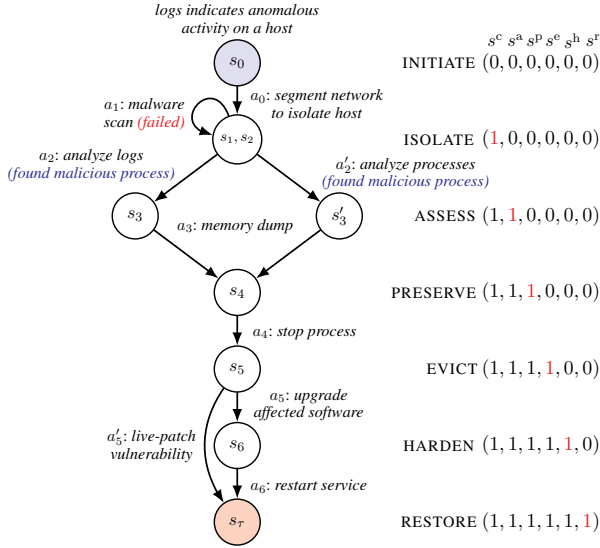 logs indicates anomalous
activity on a host
sᶜ sᵃ sᵖ sᵉ sʰ sʳ
s₀
INITIATE (0, 0, 0, 0, 0, 0)
a₀: segment network
to isolate host
a₁: malware
scan (failed)
s₁, s₂
ISOLATE (1, 0, 0, 0, 0, 0)
a₂: analyze logs
(found malicious process)
a′₂: analyze processes
(found malicious process)
s₃
s′₃
ASSESS (1, 1, 0, 0, 0, 0)
a₃: memory dump
s₄
PRESERVE (1, 1, 1, 0, 0, 0)
a₄: stop process
s₅
EVICT (1, 1, 1, 1, 0, 0)
a₅: upgrade
affected software
a′₅: live-patch
vulnerability
s₆
HARDEN (1, 1, 1, 1, 1, 0)
a₆: restart service
s_τ
RESTORE (1, 1, 1, 1, 1, 1)